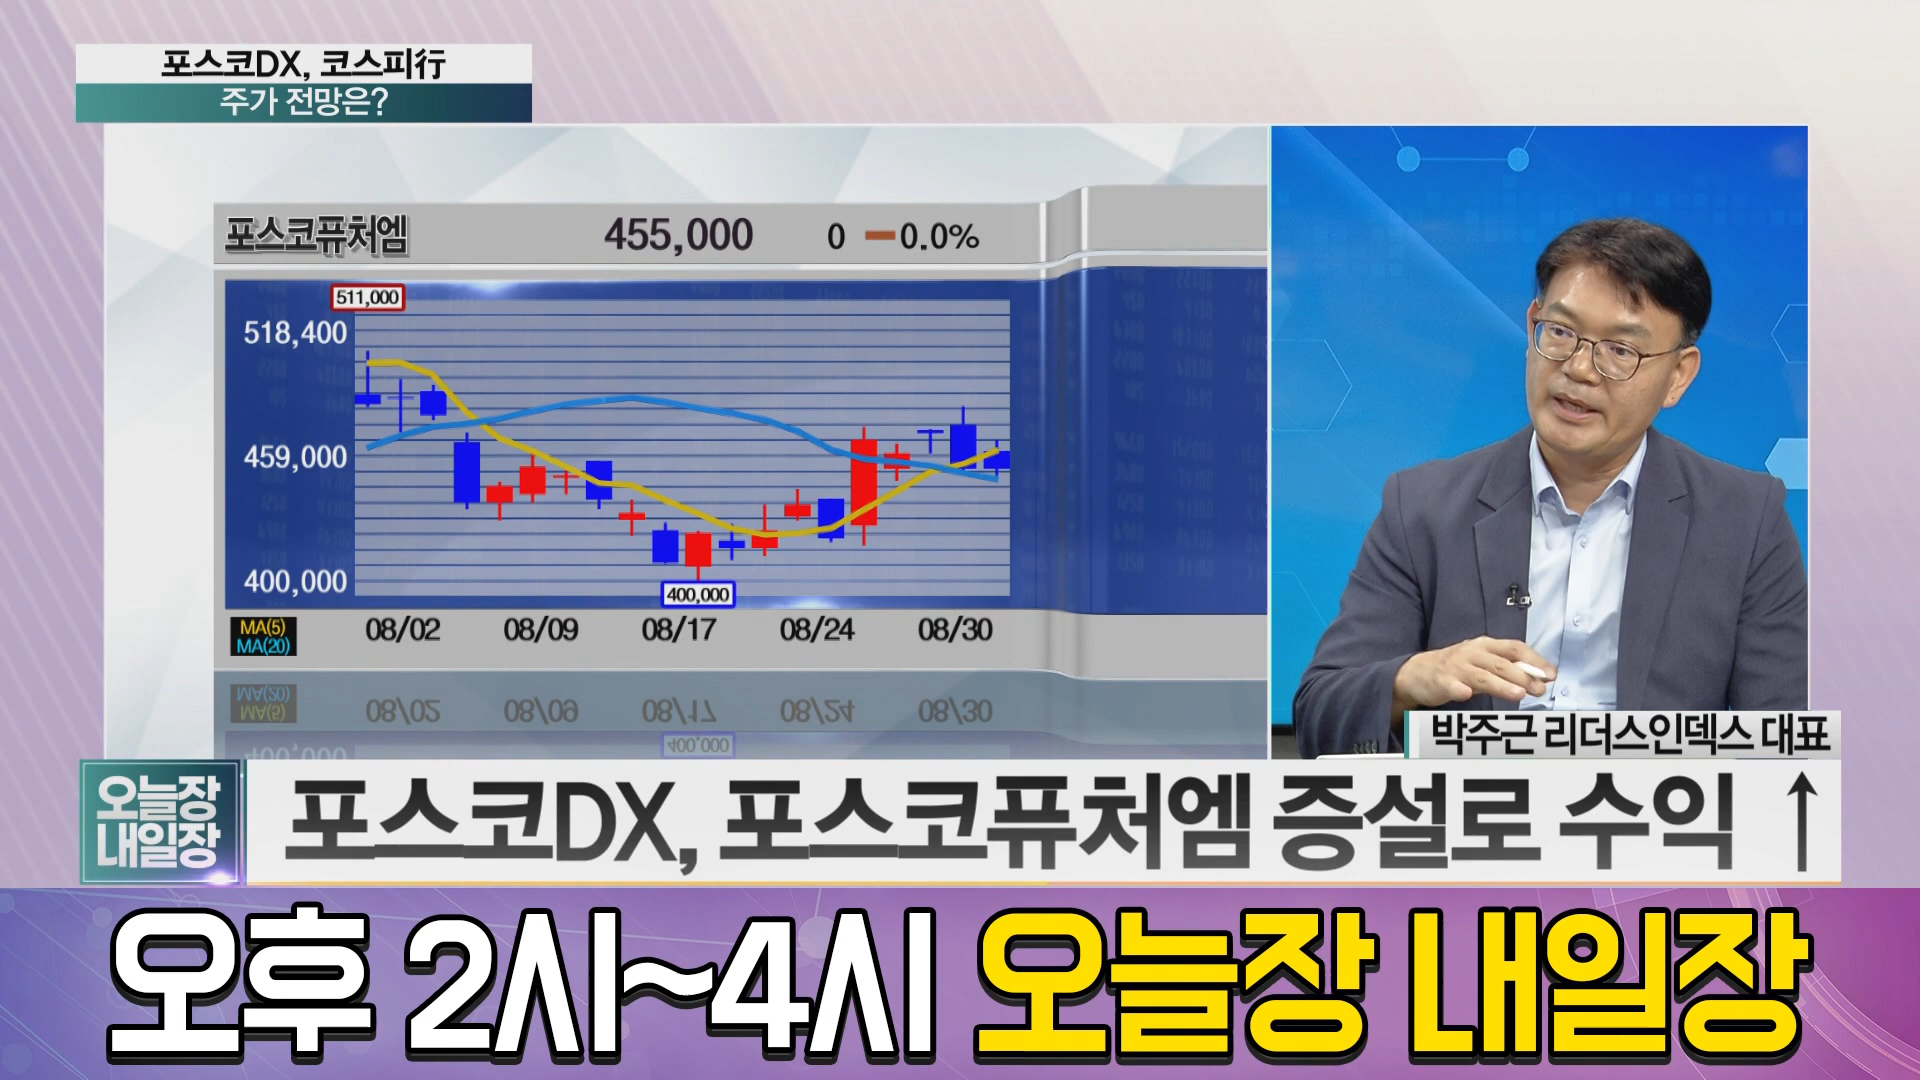 포스코DX, 코스피行
주가 전망은?
포스코퓨처엠 455,000 0 0.0%
511,000
518,400
459,000
400,000
400,000
MA(5)
MA(20)
08/02 08/09 08/17 08/24 08/30
박주근 리더스인덱스 대표
오늘장
내일장
포스코DX, 포스코퓨처엠 증설로 수익 ↑
오후 2시~4시 오늘장 내일장